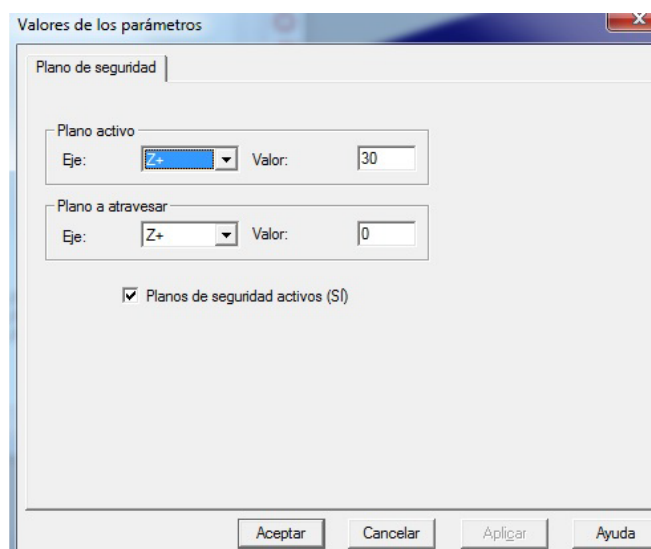 Valores de los parámetros
Plano de seguridad
Plano activo
Eje: Z+ Valor: 30
Plano a atravesar
Eje: Z+ Valor: 0
Planos de seguridad activos (SÍ)
Aceptar Cancelar Aplicar Ayuda